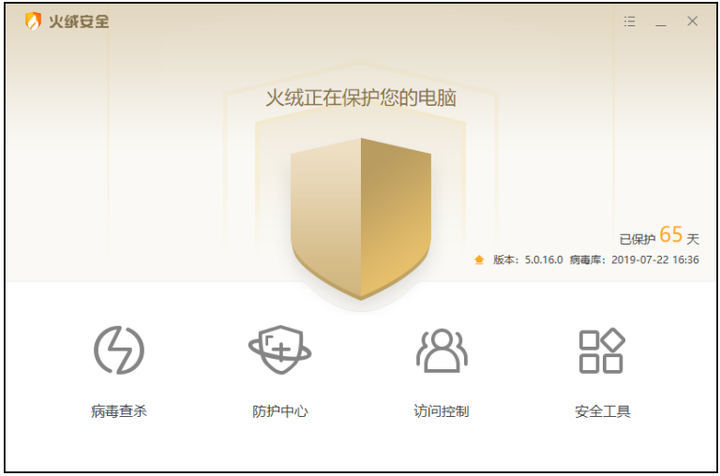 火绒安全
火绒正在保护您的电脑
已保护 65 天
版本：5.0.16.0 病毒库：2019-07-22 16:36
病毒查杀 防护中心 访问控制 安全工具